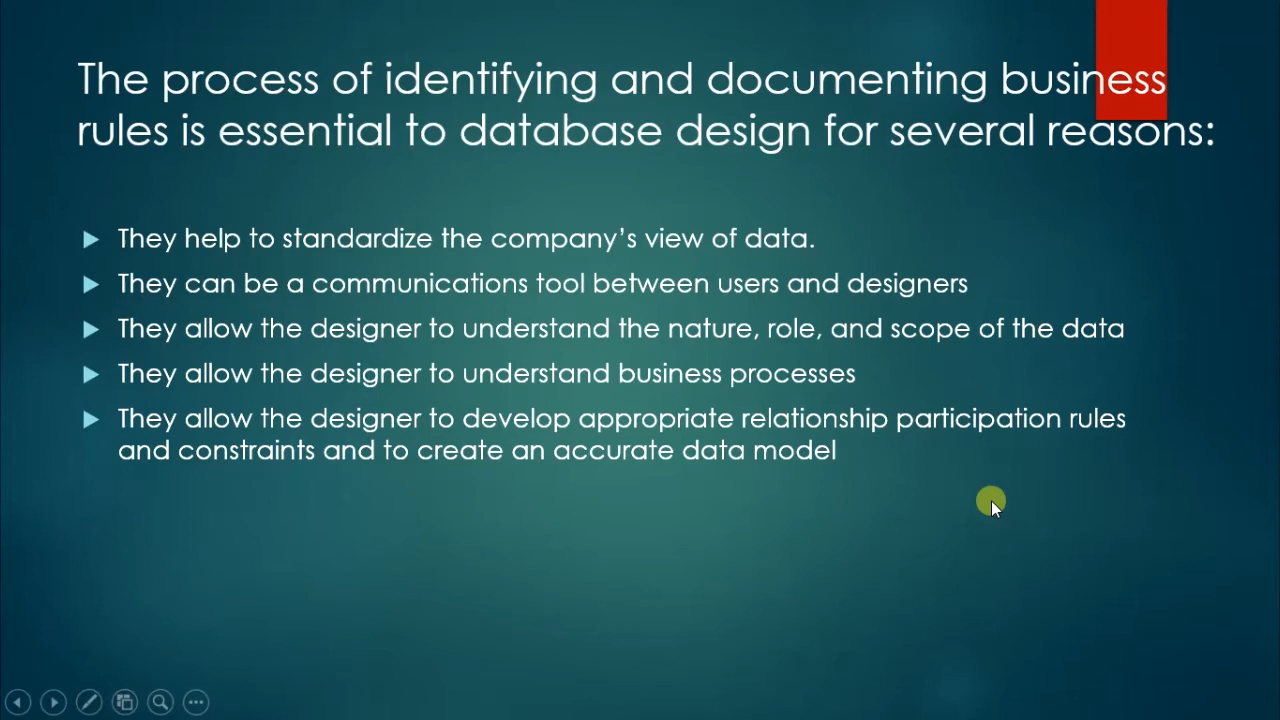 The process of identifying and documenting business
rules is essential to database design for several reasons:
They help to standardize the company’s view of data.
They can be a communications tool between users and designers
They allow the designer to understand the nature, role, and scope of the data
They allow the designer to understand business processes
They allow the designer to develop appropriate relationship participation rules
and constraints and to create an accurate data model